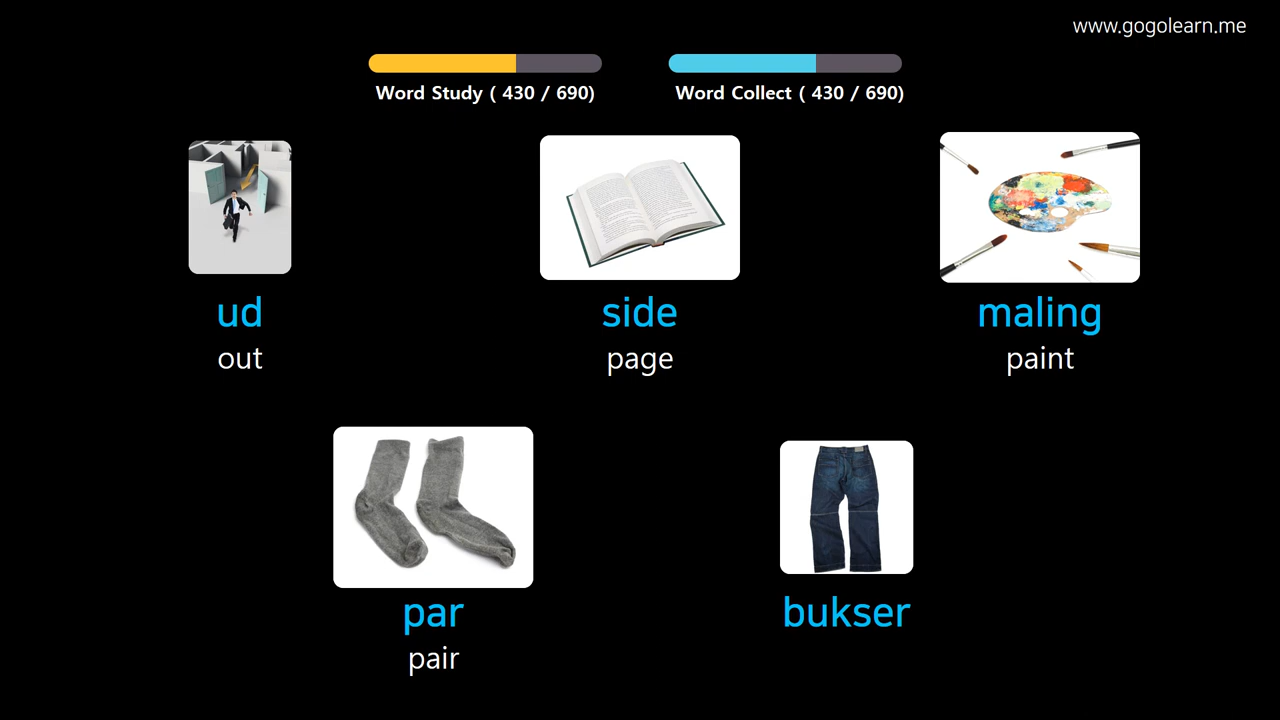 www.gogolearn.me
Word Study ( 430 / 690)
Word Collect ( 430 / 690)
ud
out
side
page
maling
paint
par
pair
bukser